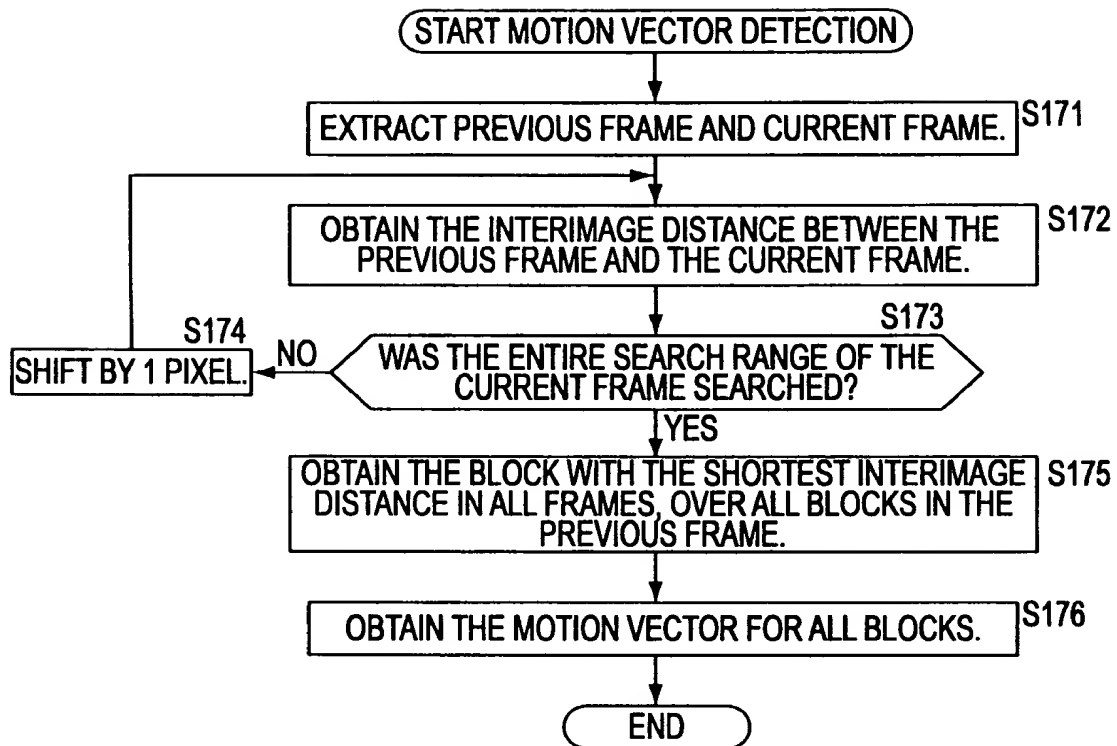 START MOTION VECTOR DETECTION
S171
EXTRACT PREVIOUS FRAME AND CURRENT FRAME.
S172
OBTAIN THE INTERIMAGE DISTANCE BETWEEN THE
PREVIOUS FRAME AND THE CURRENT FRAME.
S173
WAS THE ENTIRE SEARCH RANGE OF THE
CURRENT FRAME SEARCHED?
NO
S174
SHIFT BY 1 PIXEL.
YES
S175
OBTAIN THE BLOCK WITH THE SHORTEST INTERIMAGE
DISTANCE IN ALL FRAMES, OVER ALL BLOCKS IN THE
PREVIOUS FRAME.
S176
OBTAIN THE MOTION VECTOR FOR ALL BLOCKS.
END